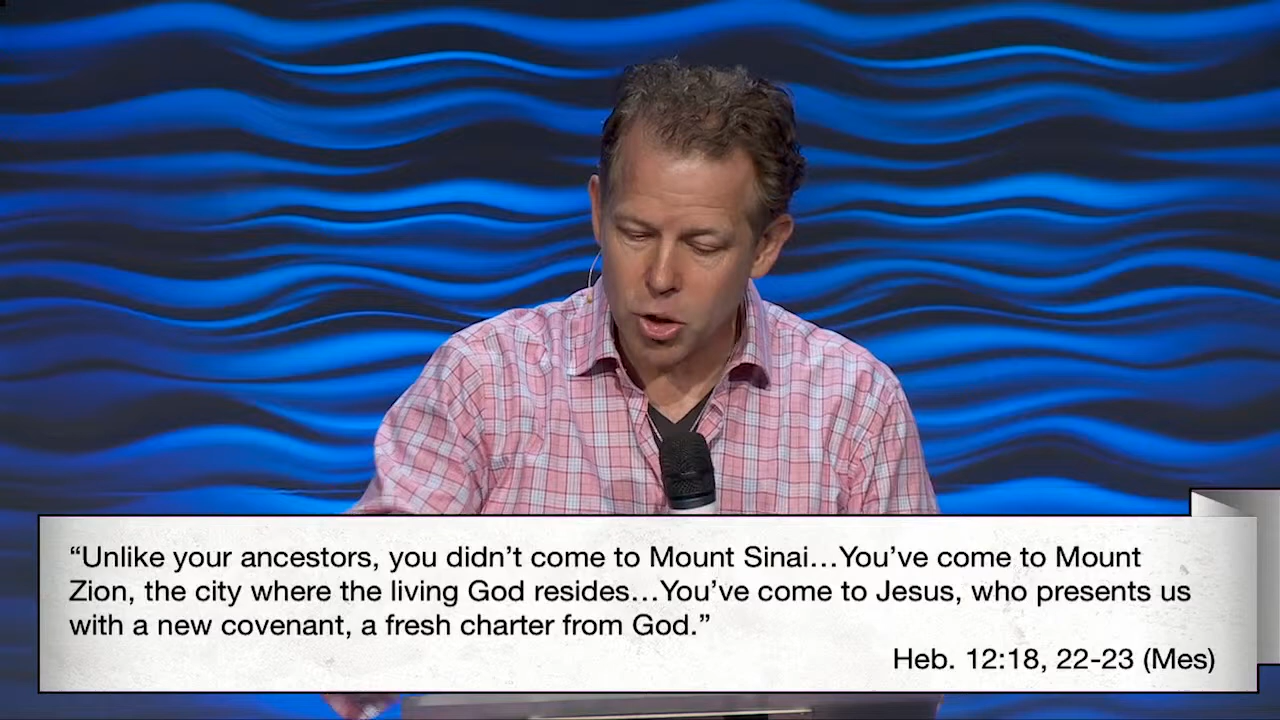 “Unlike your ancestors, you didn’t come to Mount Sinai…You’ve come to Mount
Zion, the city where the living God resides…You’ve come to Jesus, who presents us
with a new covenant, a fresh charter from God.”
Heb. 12:18, 22-23 (Mes)